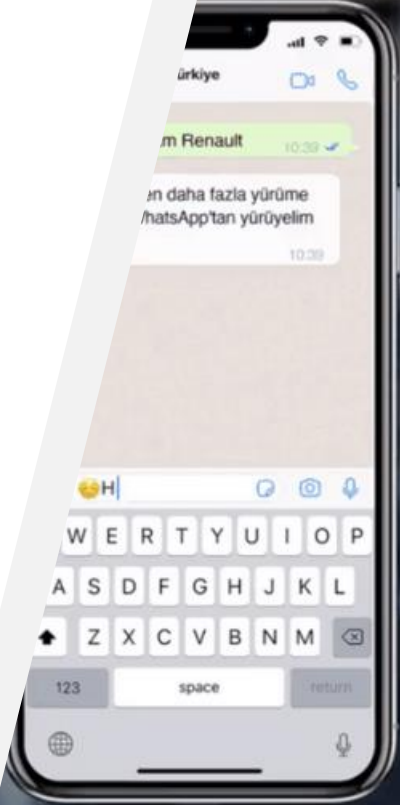 ürkiye
m Renault
10:39
en daha fazla yürüme
hatsApp'tan yürüyelim
10:39
😏H
W E R T Y U I O P
A S D F G H J K L
Z X C V B N M
123 space return